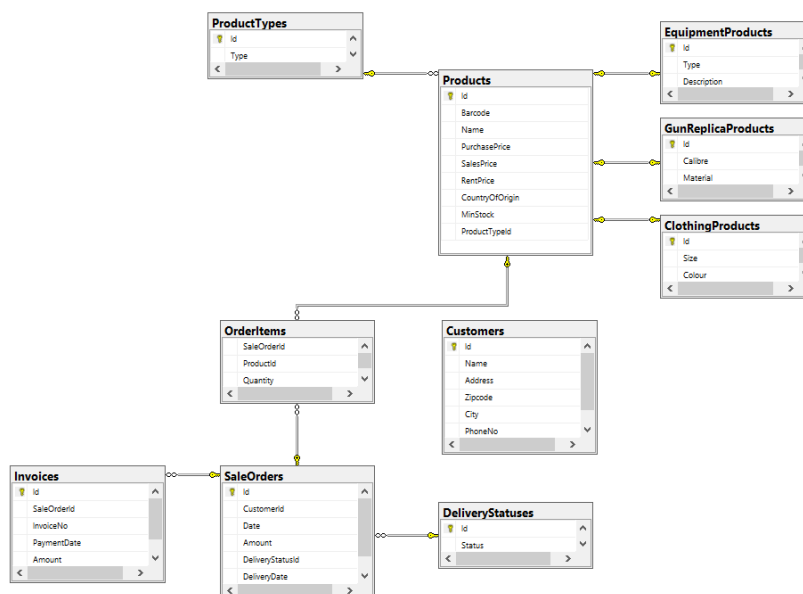 ProductTypes
Id
Type
Products
Id
Barcode
Name
PurchasePrice
SalesPrice
RentPrice
CountryOfOrigin
MinStock
ProductTypeId
EquipmentProducts
Id
Type
Description
GunReplicaProducts
Id
Calibre
Material
ClothingProducts
Id
Size
Colour
OrderItems
SaleOrderId
ProductId
Quantity
Customers
Id
Name
Address
Zipcode
City
PhoneNo
Invoices
Id
SaleOrderId
InvoiceNo
PaymentDate
Amount
SaleOrders
Id
CustomerId
Date
Amount
DeliveryStatusId
DeliveryDate
DeliveryStatuses
Id
Status